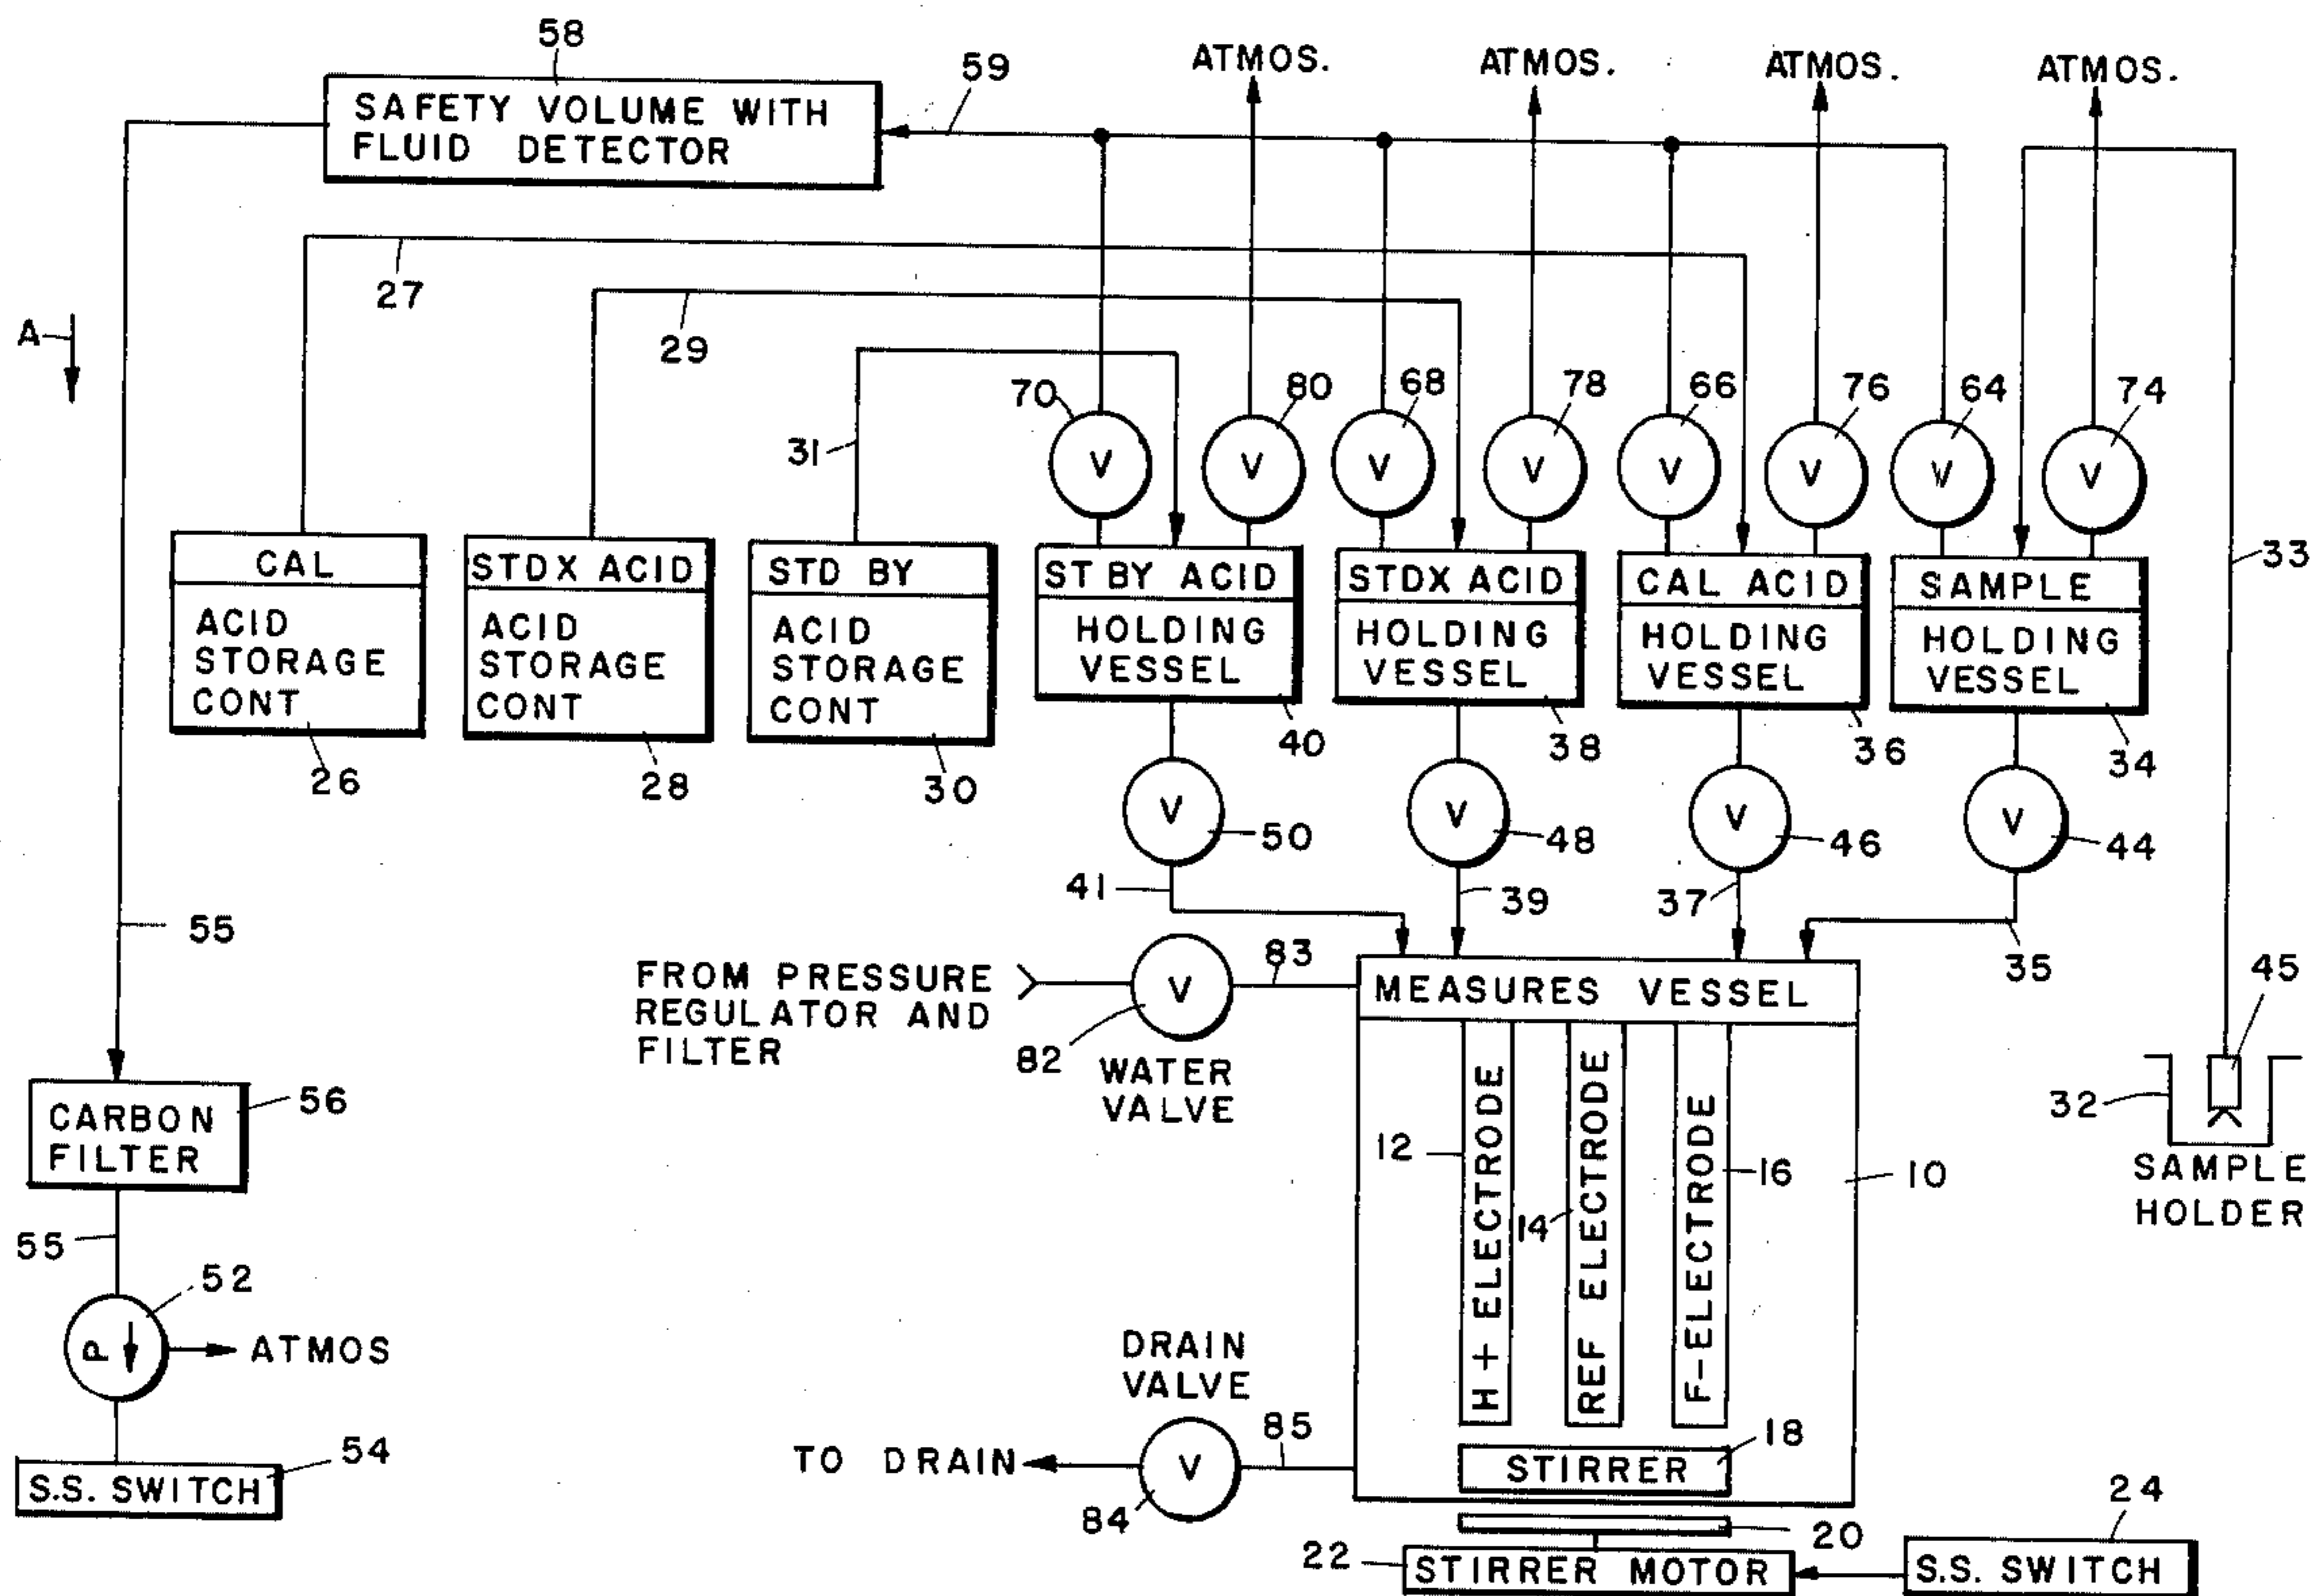 58
59
ATMOS.
ATMOS.
ATMOS.
ATMOS.
SAFETY VOLUME WITH
FLUID DETECTOR
27
29
31
A
70
80
68
78
66
76
64
74
V
V
V
V
V
V
V
V
33
CAL
ACID
STORAGE
CONT
26
STDX ACID
ACID
STORAGE
CONT
28
STD BY
ACID
STORAGE
CONT
30
ST BY ACID
HOLDING
VESSEL
40
STDX ACID
HOLDING
VESSEL
38
CAL ACID
HOLDING
VESSEL
36
SAMPLE
HOLDING
VESSEL
34
V
50
V
48
V
46
V
44
41
39
37
35
55
FROM PRESSURE
REGULATOR AND
FILTER
V
83
82
WATER
VALVE
MEASURES VESSEL
45
32
SAMPLE
HOLDER
CARBON
FILTER
56
12
H+ ELECTRODE
14
REF ELECTRODE
F-ELECTRODE
16
10
55
52
P
ATMOS
54
S.S. SWITCH
DRAIN
VALVE
TO DRAIN
V
85
84
18
STIRRER
20
22
STIRRER MOTOR
24
S.S. SWITCH